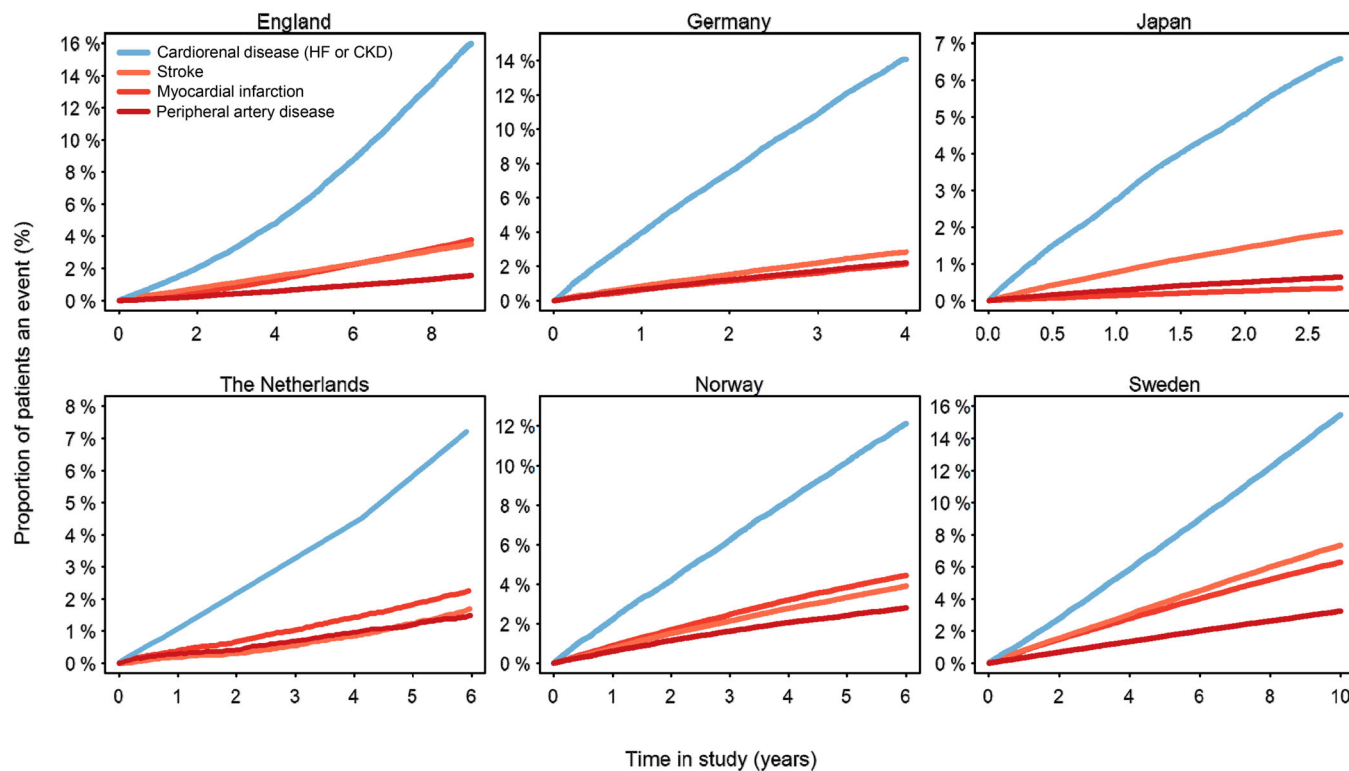 England
16 %
14 %
12 %
10 %
8 %
6 %
4 %
2 %
0 %
0 2 4 6 8
Cardiorenal disease (HF or CKD)
Stroke
Myocardial infarction
Peripheral artery disease
Germany
14 %
12 %
10 %
8 %
6 %
4 %
2 %
0 %
0 1 2 3 4
Japan
7 %
6 %
5 %
4 %
3 %
2 %
1 %
0 %
0.0 0.5 1.0 1.5 2.0 2.5
Proportion of patients an event (%)
The Netherlands
8 %
7 %
6 %
5 %
4 %
3 %
2 %
1 %
0 %
0 1 2 3 4 5 6
Norway
12 %
10 %
8 %
6 %
4 %
2 %
0 %
0 1 2 3 4 5 6
Sweden
16 %
14 %
12 %
10 %
8 %
6 %
4 %
2 %
0 %
0 2 4 6 8 10
Time in study (years)